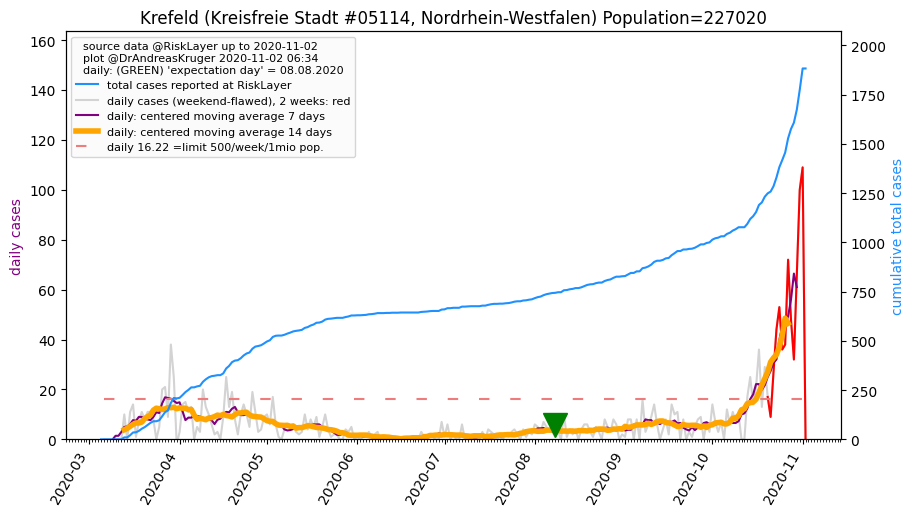 Krefeld (Kreisfreie Stadt #05114, Nordrhein-Westfalen) Population=227020
source data @RiskLayer up to 2020-11-02
plot @DrAndreasKruger 2020-11-02 06:34
daily: (GREEN) 'expectation day' = 08.08.2020
total cases reported at RiskLayer
daily cases (weekend-flawed), 2 weeks: red
daily: centered moving average 7 days
daily: centered moving average 14 days
daily 16.22 =limit 500/week/1mio pop.
daily cases
160
140
120
100
80
60
40
20
0
cumulative total cases
2000
1750
1500
1250
1000
750
500
250
0
2020-03
2020-04
2020-05
2020-06
2020-07
2020-08
2020-09
2020-10
2020-11